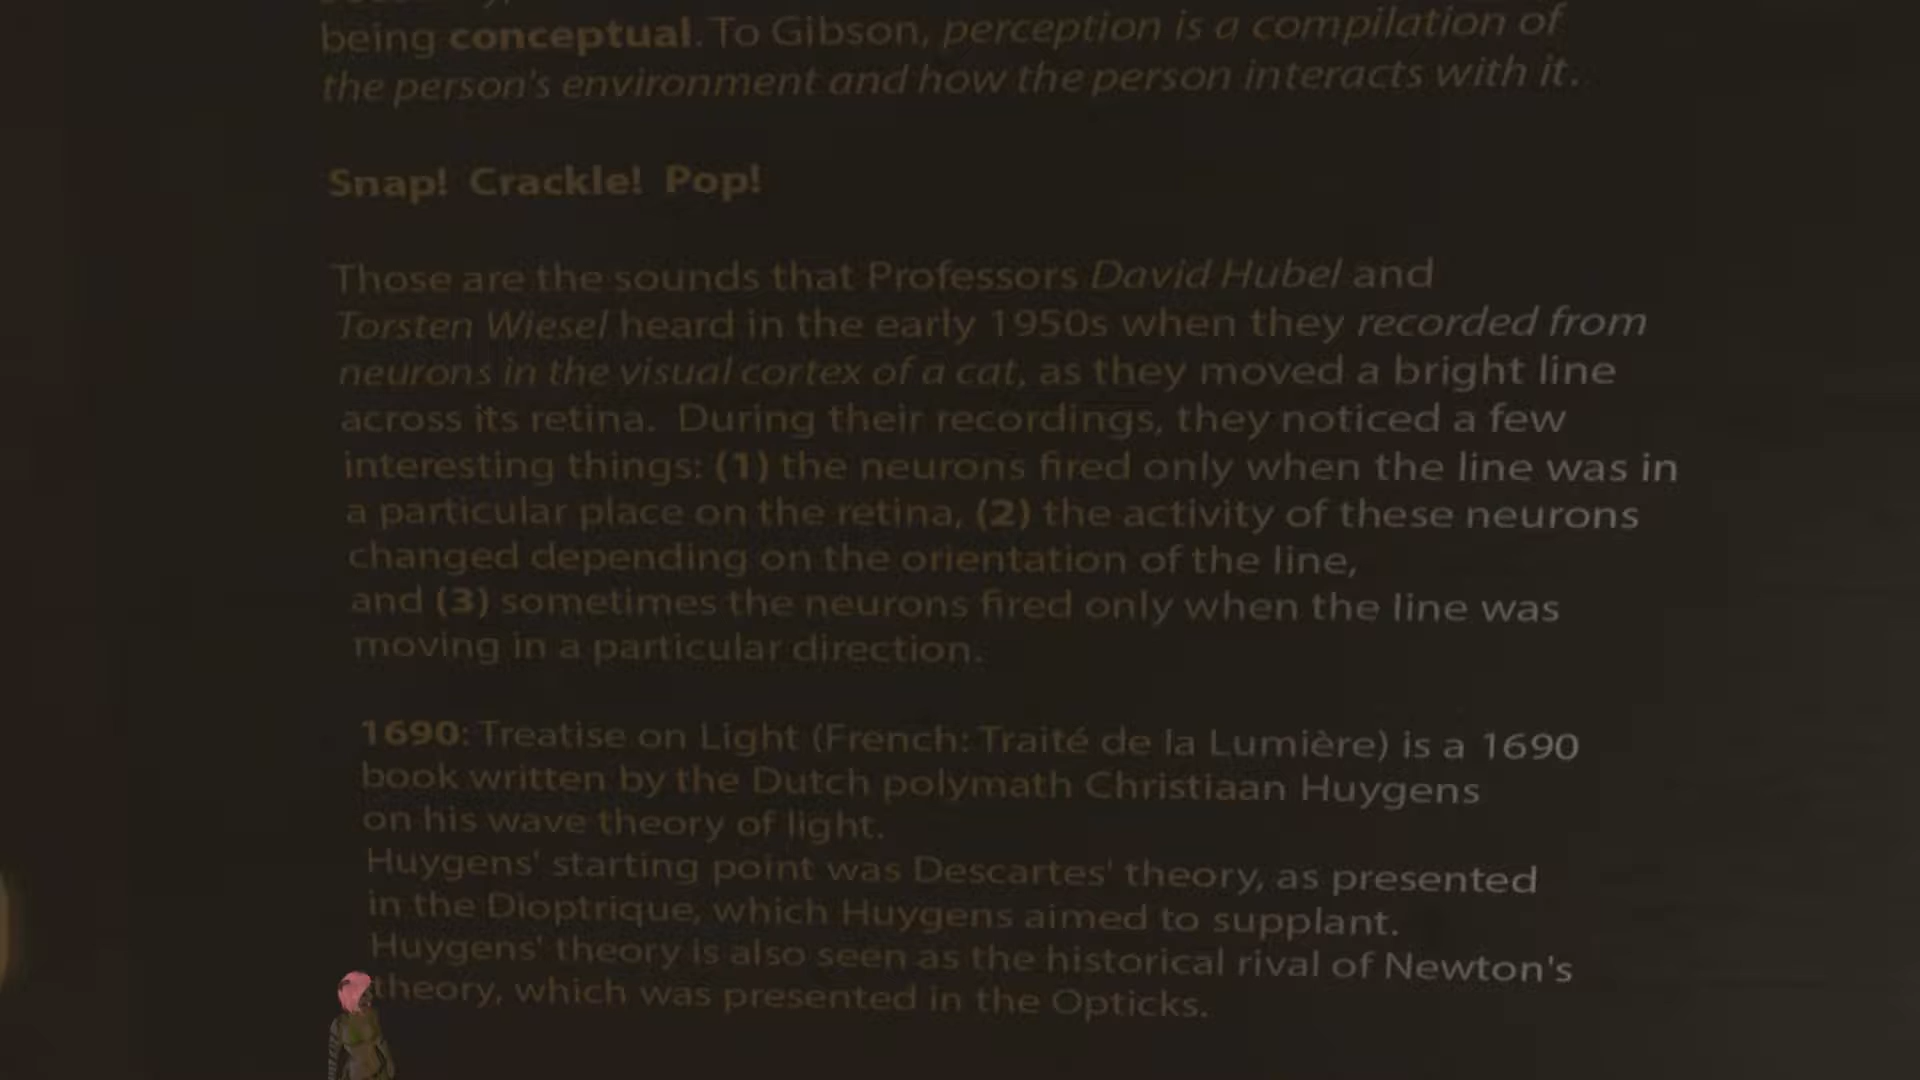 being conceptual. To Gibson, perception is a compilation of
the person's environment and how the person interacts with it.
Snap! Crackle! Pop!
Those are the sounds that Professors David Hubel and
Torsten Wiesel heard in the early 1950s when they recorded from
neurons in the visual cortex of a cat, as they moved a bright line
across its retina. During their recordings, they noticed a few
interesting things: (1) the neurons fired only when the line was in
a particular place on the retina, (2) the activity of these neurons
changed depending on the orientation of the line,
and (3) sometimes the neurons fired only when the line was
moving in a particular direction.
1690: Treatise on Light (French: Traité de la Lumière) is a 1690
book written by the Dutch polymath Christiaan Huygens
on his wave theory of light.
Huygens' starting point was Descartes' theory, as presented
in the Dioptrique, which Huygens aimed to supplant.
Huygens' theory is also seen as the historical rival of Newton's
theory, which was presented in the Opticks.